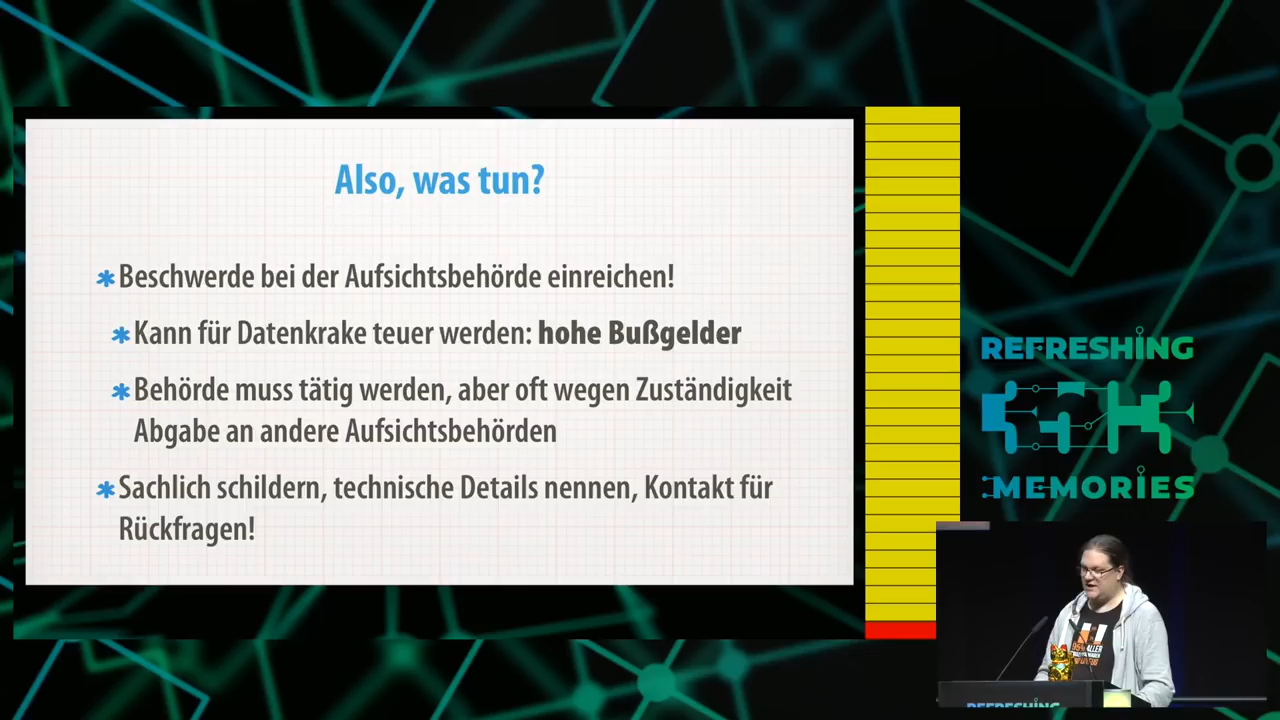 Also, was tun?
* Beschwerde bei der Aufsichtsbehörde einreichen!
* Kann für Datenkrake teuer werden: hohe Bußgelder
* Behörde muss tätig werden, aber oft wegen Zuständigkeit
Abgabe an andere Aufsichtsbehörden
* Sachlich schildern, technische Details nennen, Kontakt für
Rückfragen!
REFRESHING
MEMORIES
REFRESHING